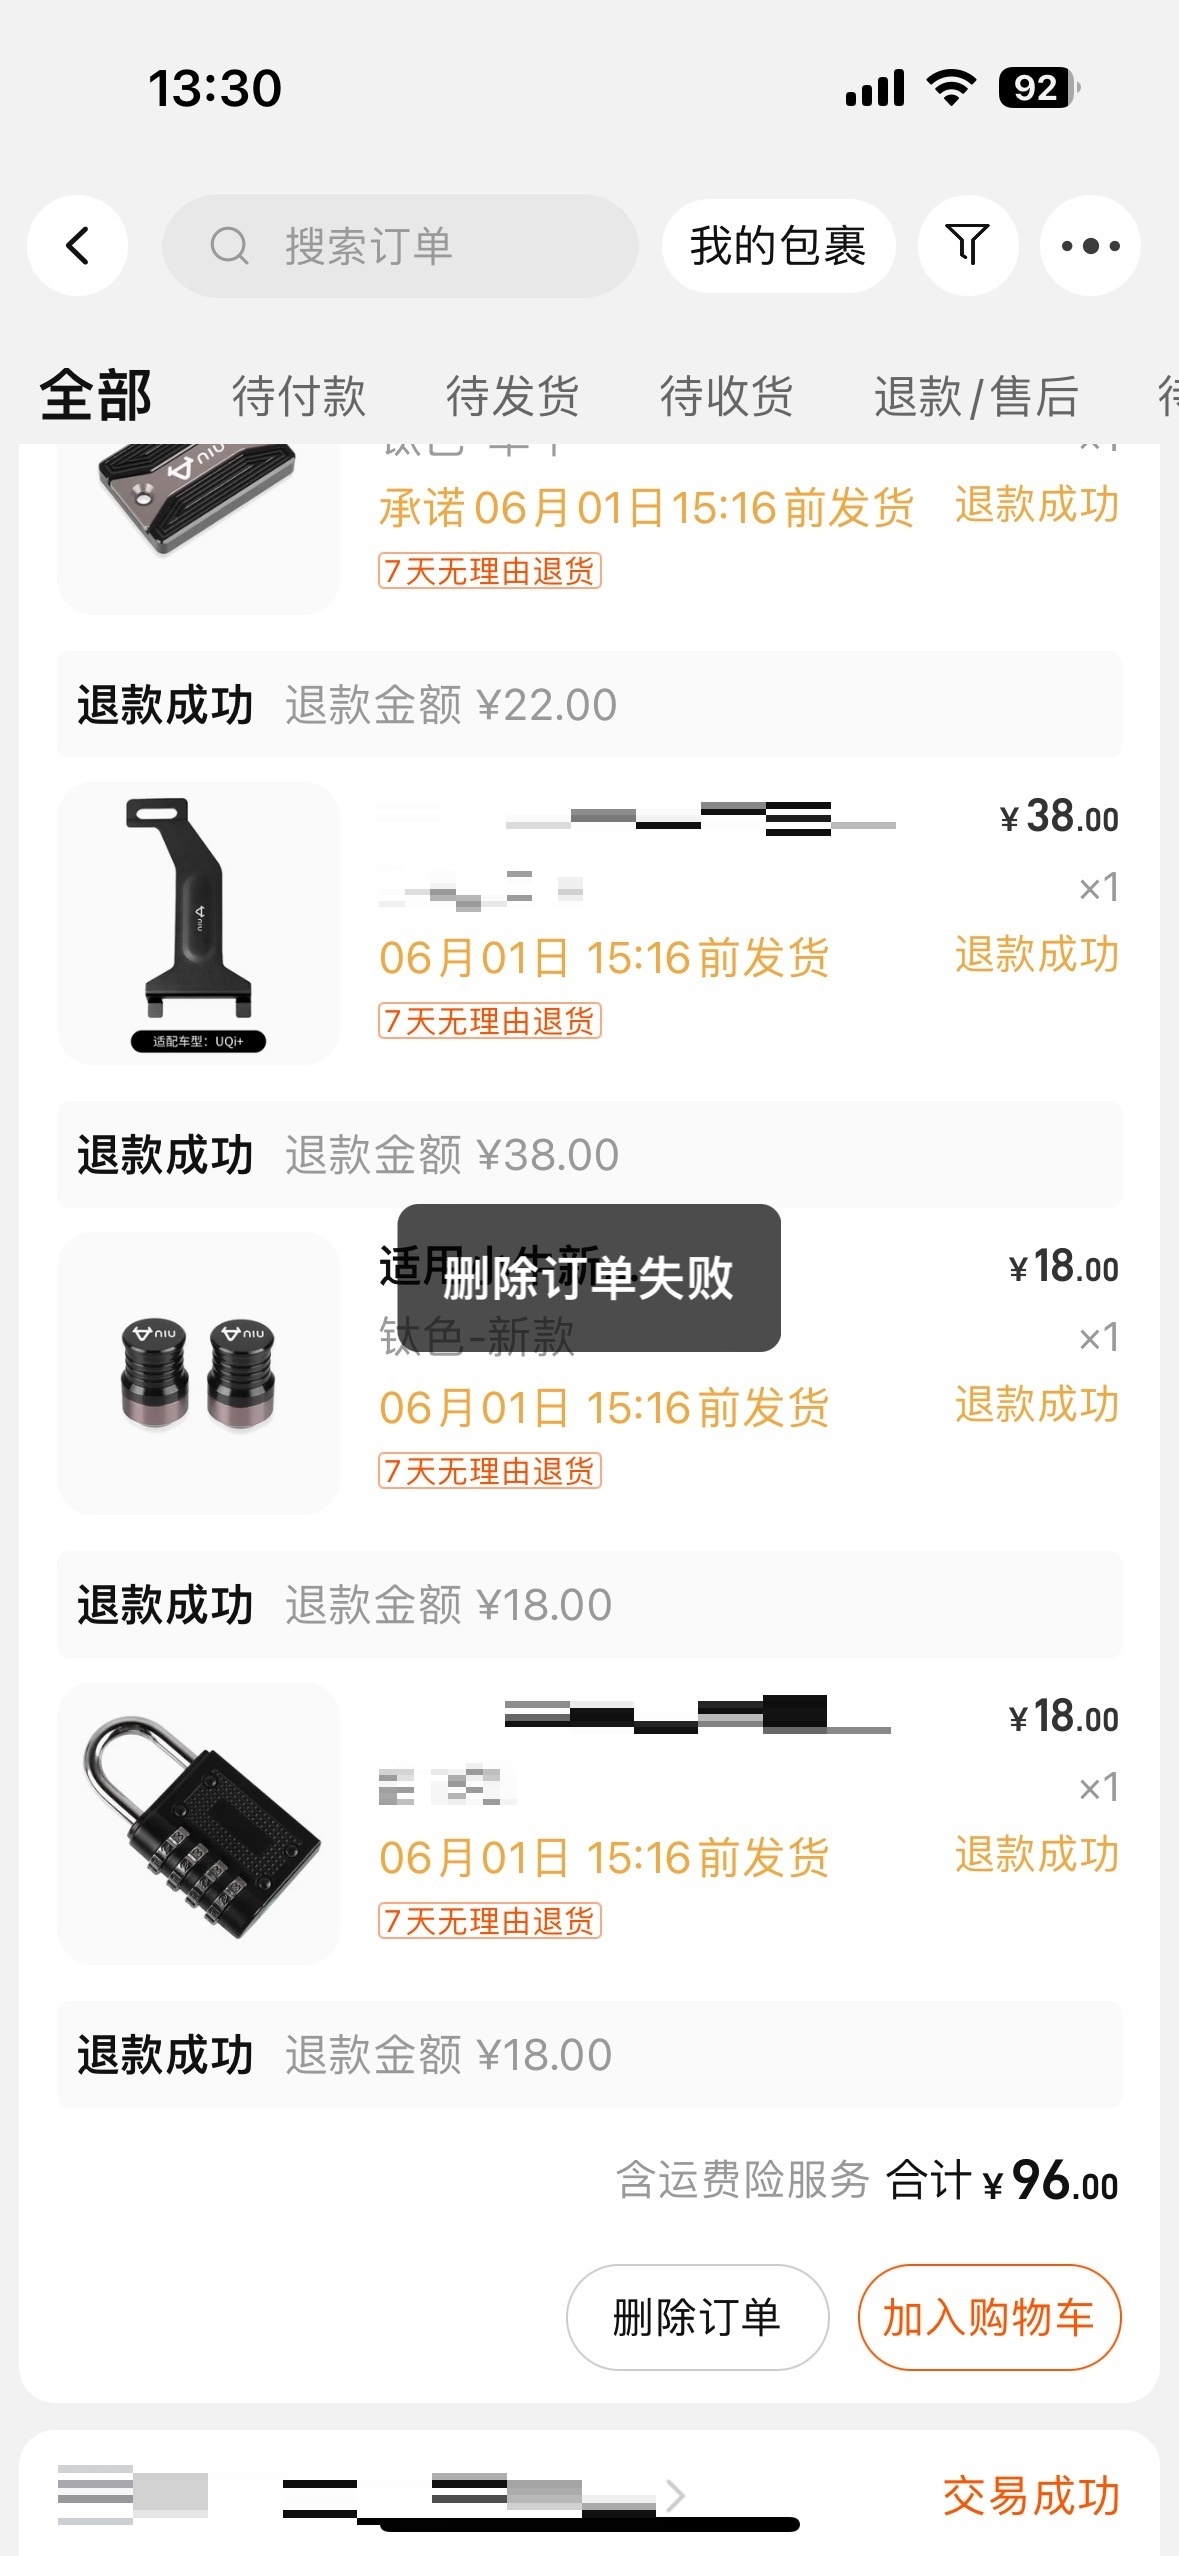 13:30
92
搜索订单
我的包裹
全部
待付款
待发货
待收货
退款/售后
niu
承诺06月01日15:16前发货
退款成功
7天无理由退货
退款成功 退款金额 ¥22.00
¥38.00
×1
niu
06月01日 15:16前发货
退款成功
7天无理由退货
适配车型：UQi+
退款成功 退款金额 ¥38.00
删除订单失败
¥18.00
钛色-新款
×1
niu niu
06月01日 15:16前发货
退款成功
7天无理由退货
退款成功 退款金额 ¥18.00
¥18.00
×1
06月01日 15:16前发货
退款成功
7天无理由退货
退款成功 退款金额 ¥18.00
含运费险服务 合计 ¥96.00
删除订单
加入购物车
交易成功